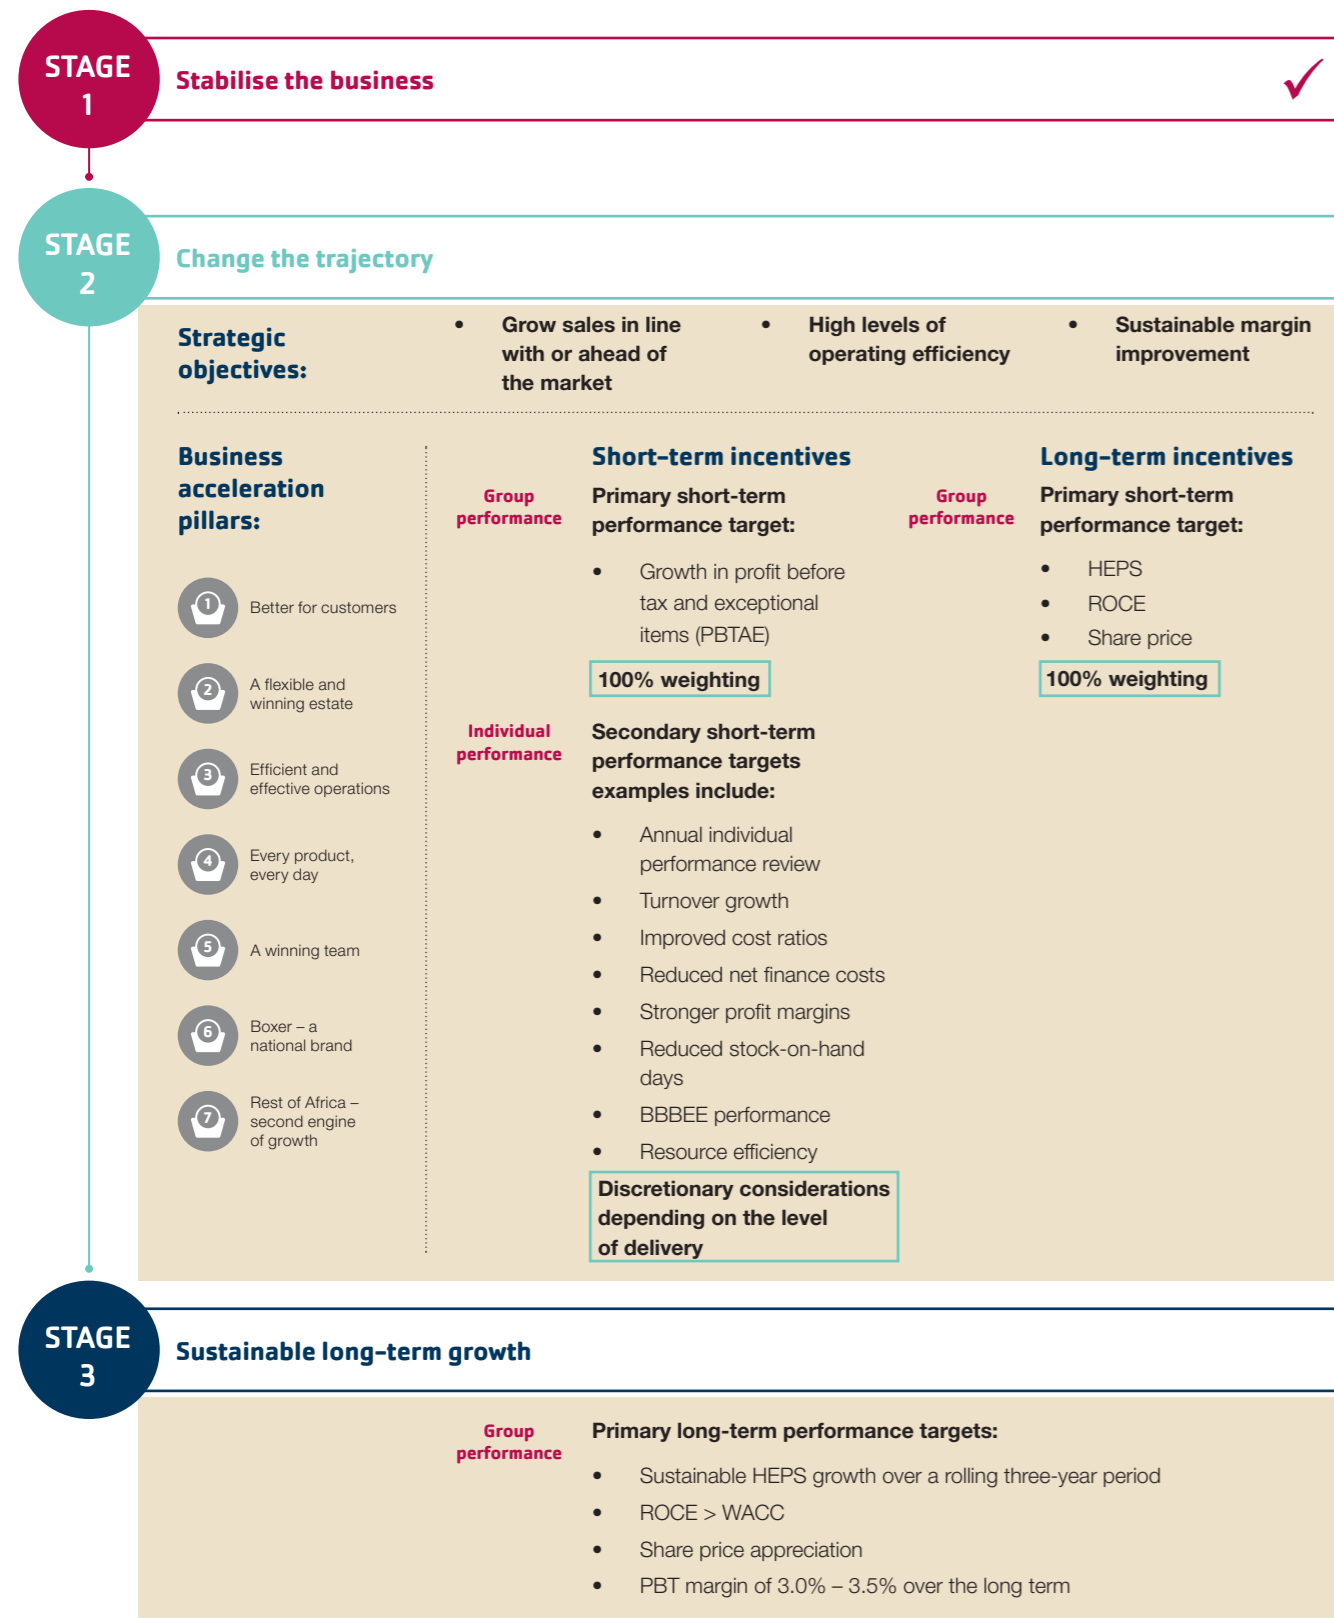 STAGE
1
Stabilise the business
STAGE
2
Change the trajectory
Strategic
objectives:
• Grow sales in line
with or ahead of
the market
• High levels of
operating efficiency
• Sustainable margin
improvement
Business
acceleration
pillars:
1
Better for customers
2
A flexible and
winning estate
3
Efficient and
effective operations
4
Every product,
every day
5
A winning team
6
Boxer – a
national brand
7
Rest of Africa –
second engine
of growth
Short-term incentives
Group
performance
Primary short-term
performance target:
• Growth in profit before
tax and exceptional
items (PBTAE)
100% weighting
Individual
performance
Secondary short-term
performance targets
examples include:
• Annual individual
performance review
• Turnover growth
• Improved cost ratios
• Reduced net finance costs
• Stronger profit margins
• Reduced stock-on-hand
days
• BBBEE performance
• Resource efficiency
Discretionary considerations
depending on the level
of delivery
Long-term incentives
Group
performance
Primary short-term
performance target:
• HEPS
• ROCE
• Share price
100% weighting
STAGE
3
Sustainable long-term growth
Group
performance
Primary long-term performance targets:
• Sustainable HEPS growth over a rolling three-year period
• ROCE > WACC
• Share price appreciation
• PBT margin of 3.0% – 3.5% over the long term